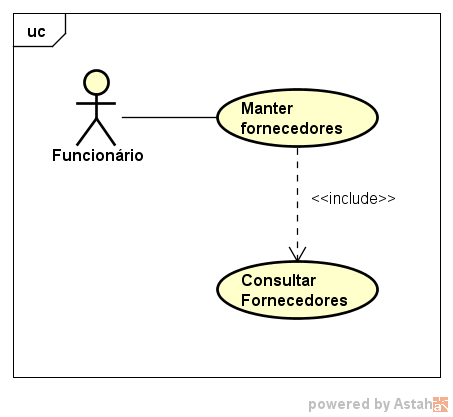 uc
Manter
fornecedores
Funcionário
<<include>>
Consultar
Fornecedores
powered by Astah